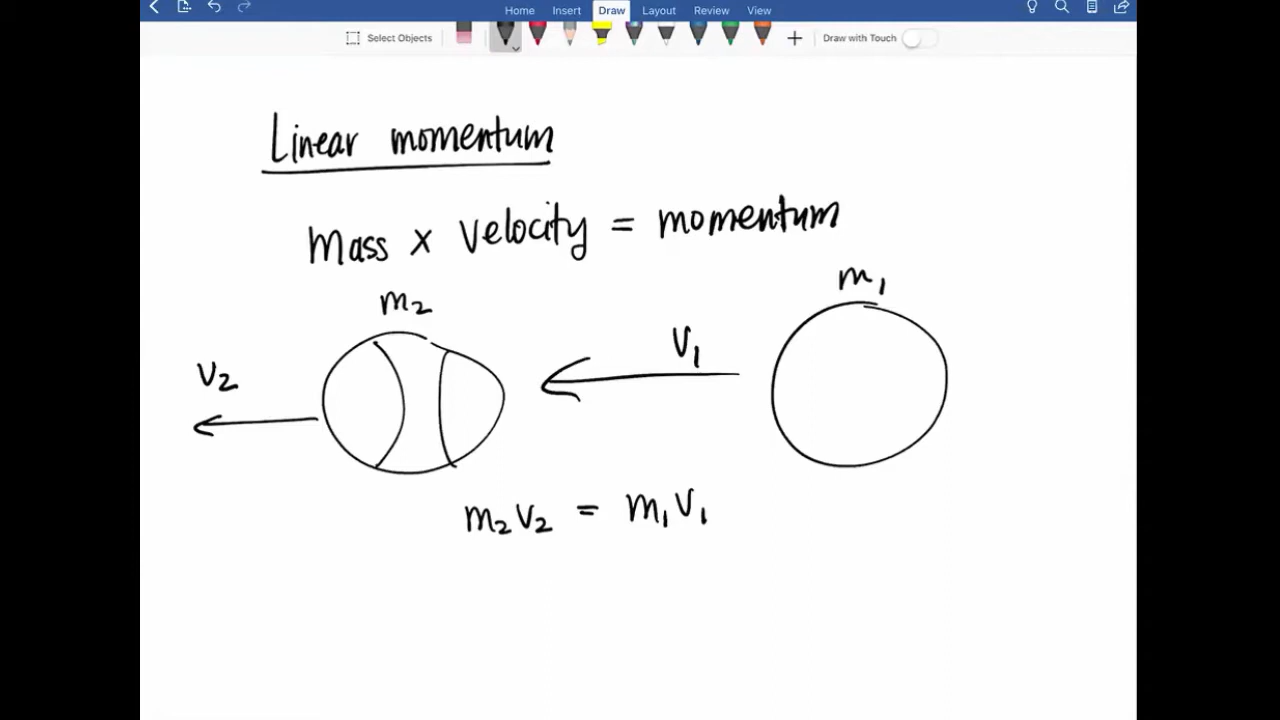 Home Insert Draw Layout Review View
Select Objects
Draw with Touch
Linear momentum
Mass x velocity = momentum
m₁
m₂
V₁
V₂
m₂V₂ = m₁V₁